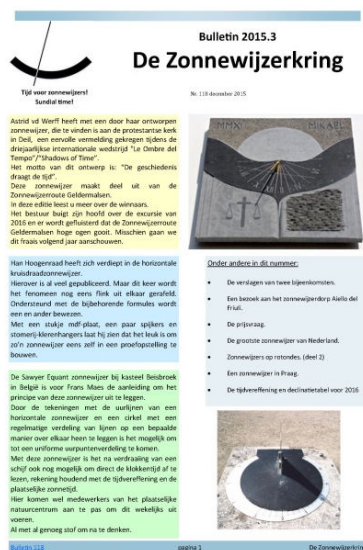 Bulletin 2015.3
De Zonnewijzerkring
Tijd voor zonnewijzers!
Sundial time!
Nr. 118 december 2015
Astrid vd Werff heeft met een door haar ontworpen
zonnewijzer, die te vinden is aan de protestantse kerk
in Deil, een eervolle vermelding gekregen tijdens de
driejaarlijkse internationale wedstrijd "Le Ombre del
Tempo"/"Shadows of Time".
Het motto van dit ontwerp is: "De geschiedenis
draagt de tijd".
Deze zonnewijzer maakt deel uit van de
Zonnewijzerroute Geldermalsen.
In deze editie leest u meer over de winnaars.
Het bestuur buigt zijn hoofd over de excursie van
2016 en er wordt gefluisterd dat de Zonnewijzerroute
Geldermalsen hoge ogen gooit. Misschien gaan we
dit fraais volgend jaar aanschouwen.
Han Hoogenraad heeft zich verdiept in de horizontale
kruisdraadzonnewijzer.
Hierover is al veel gepubliceerd. Maar dit keer wordt
het fenomeen nog eens flink uit elkaar gerafeld.
Ondersteund met de bijbehorende formules wordt
een en ander bewezen.
Met een stukje mdf-plaat, een paar spijkers en
stomerij-klerenhangers laat hij zien dat het leuk is om
zo'n zonnewijzer eens zelf in een proefopstelling te
bouwen.
De Sawyer Equant zonnewijzer bij kasteel Beisbroek
in België is voor Frans Maes de aanleiding om het
principe van deze zonnewijzer uit te leggen.
Door de tekeningen met de uurlijnen van een
horizontale zonnewijzer en een cirkel met een
regelmatige verdeling van lijnen op een bepaalde
manier over elkaar heen te leggen is het mogelijk om
tot een uniforme uurpuntenverdeling te komen.
Met deze zonnewijzer is het na verdraaiing van een
schijf ook nog mogelijk om direct de klokkentijd af te
lezen, rekening houdend met de tijdvereffening en de
plaatselijke zonnetijd.
Hier komen wel medewerkers van het plaatselijke
natuurcentrum aan te pas om dit wekelijks uit
voeren.
Al met al genoeg stof om na te denken.
MMX
MIKAEL
Onder andere in dit nummer:
• De verslagen van twee bijeenkomsten.
• Een bezoek aan het zonnewijzerdorp Aiello del
Friuli.
• De prijsvraag.
• De grootste zonnewijzer van Nederland.
• Zonnewijzers op rotondes. (deel 2)
• Een zonnewijzer in Praag.
• De tijdvereffening en declinatietabel voor 2016
Bulletin 118 pagina 1 De Zonnewijzerkring